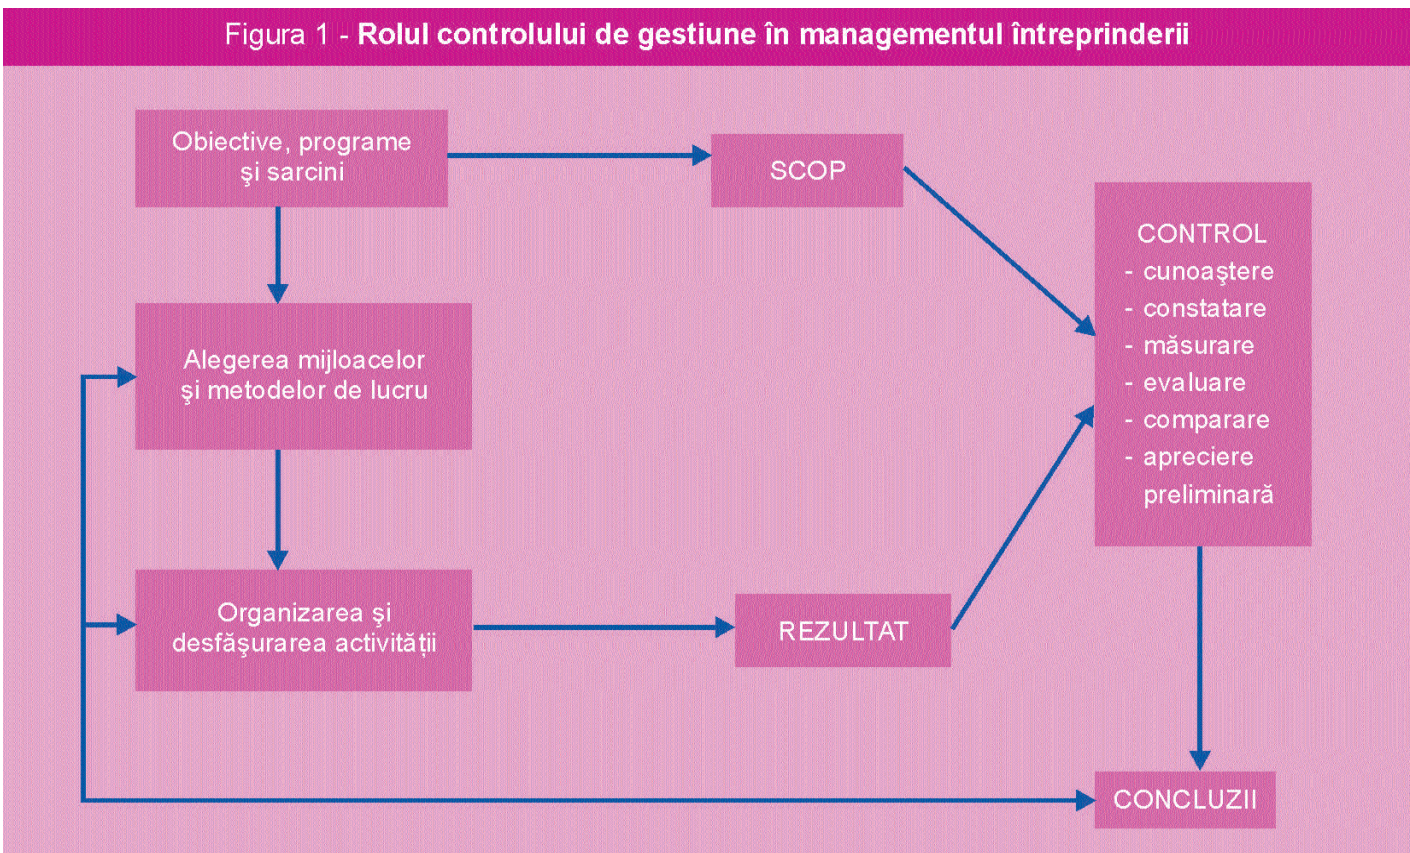 Figura 1 - Rolul controlului de gestiune în managementul întreprinderii
Obiective, programe
şi sarcini
SCOP
CONTROL
- cunoaştere
- constatare
- măsurare
- evaluare
- comparare
- apreciere
preliminară
Alegerea mijloacelor
şi metodelor de lucru
Organizarea şi
desfăşurarea activităţii
REZULTAT
CONCLUZII